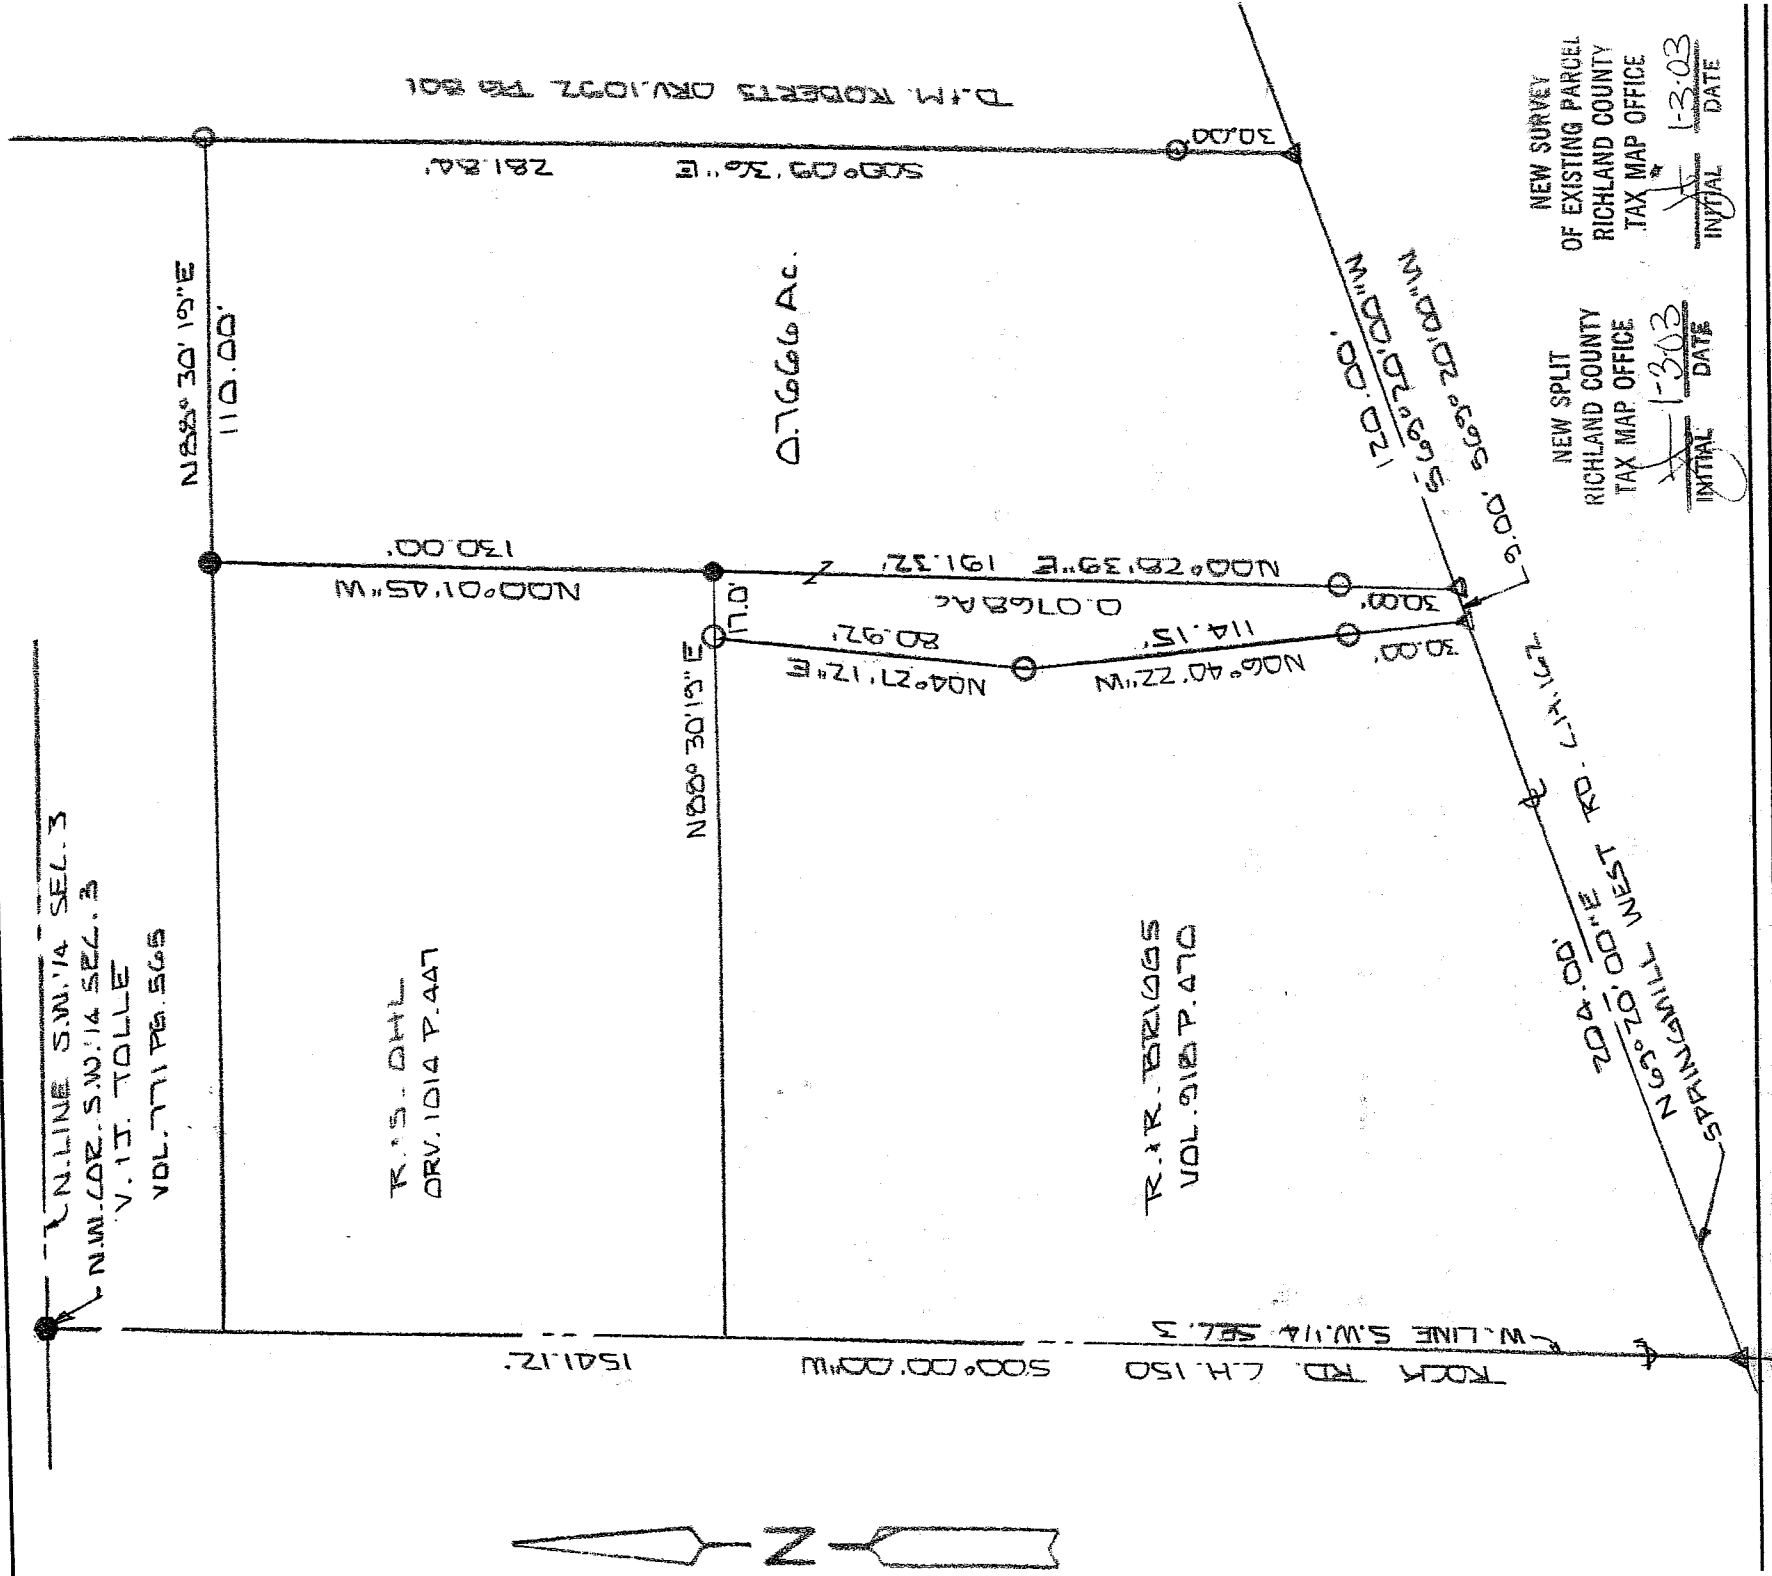 N.LINE S.W.1/4 SEC.3
N.W.COR.S.W.1/4 SEC.3
V.&J. TOLLE
VOL.771 PG.565
N88°30'19"E
110.00'
D.&M. ROBERTS ORV.1032 PG 801
S00°09'36"E 281.84'
30.00'
0.7666 Ac.
130.00'
N00°01'45"W
N00°28'39"E 191.32'
0.0768 Ac
30.00'
17.0'
N88°30'19"E
80.92'
N04°27'12"E
114.15'
N06°40'22"W
30.00'
R.&S. OHL
ORV.1014 P.447
R.&R. BRIGGS
VOL.918 P.470
120.00'
S69°20'00"W
9.00' S69°20'00"W
204.00'
N69°20'00"E
SPRINGMILL WEST RD. C.H.162
W.LINE S.W.1/4 SEC.3
ROCK RD. C.H.150 S00°00'00"W 1541.12'
N
NEW SPLIT
RICHLAND COUNTY
TAX MAP OFFICE
1-3-03
INITIAL DATE
NEW SURVEY
OF EXISTING PARCEL
RICHLAND COUNTY
TAX MAP OFFICE
1-3-03
INITIAL DATE